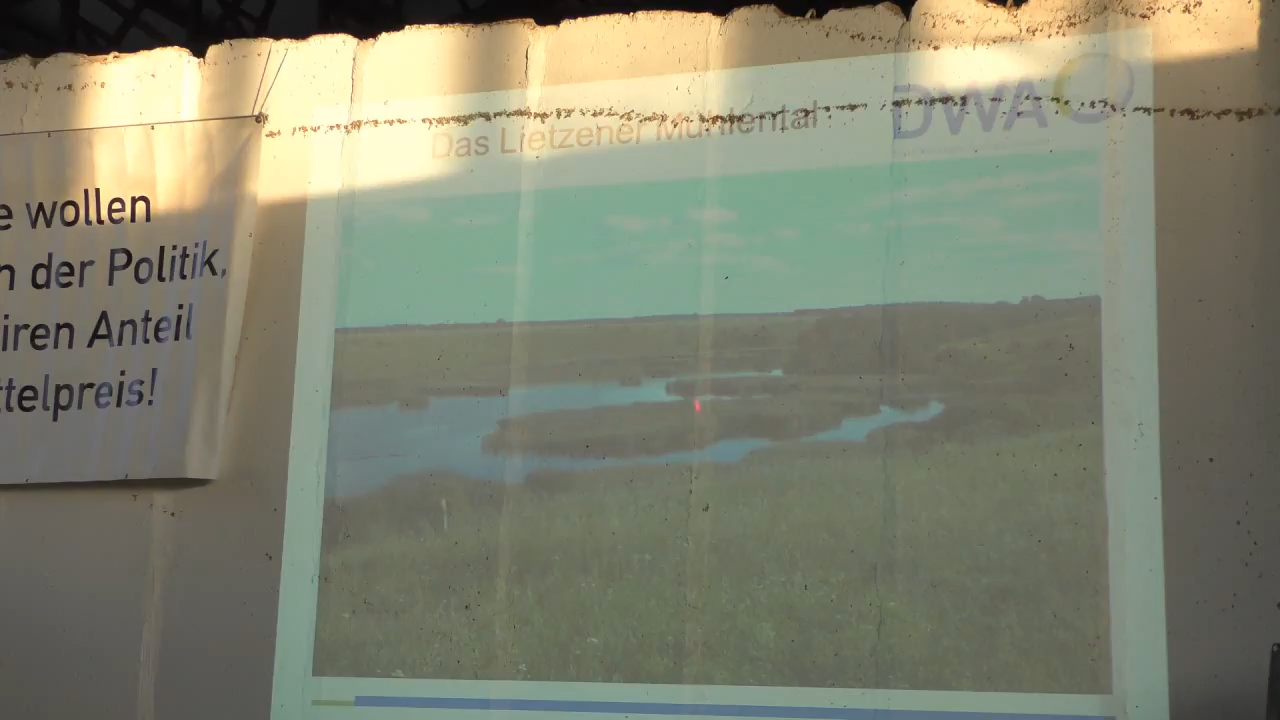 e wollen
n der Politik,
iren Anteil
ttelpreis!
Das Lietzener Mühlental
DWA